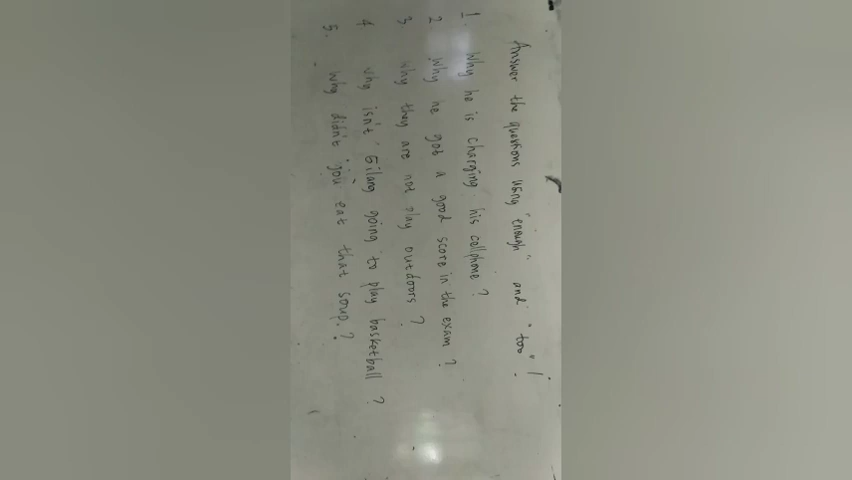 Answer the questions using "enough" and "too"!
1. Why he is charging his cellphone?
2 Why he got a good score in the exam?
3. Why they are not play outdoors?
4 Why isn't Gilang going to play basketball?
5. Why didn't you eat that soup.?